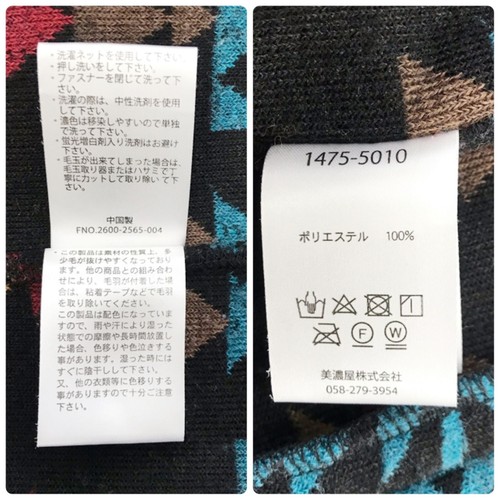 ・洗濯ネットを使用して下さい。
・押し洗いをして下さい。
・ファスナーを閉じて洗って下
さい。
・洗濯の際は、中性洗剤を使用
して下さい。
・濃色は移染しやすいので単独
で洗って下さい。
・蛍光増白剤入り洗剤はお避け
下さい。
・毛玉が出来てしまった場合は、
毛玉取り器またはハサミで丁
寧にカットして取り除いて下
さい。
中国製
FNO.2600-2565-004
・この製品は素材の性質上、多
少毛が抜けやすくなっており
ます。他の商品との組み合わ
せにより、毛羽が付着した場
合は、粘着テープなどで毛羽
を取り除いてください。
この製品は配色になっていま
すので、雨や汗により湿った
状態での摩擦や長時間放置し
た場合、色移りや色泣きする
事があります。湿った時には
すぐに陰干しして下さい。
又、他の衣類等に色移りする
事がありますので十分ご注意
下さい。
1475-5010
ポリエステル 100%
F W
美濃屋株式会社
058-279-3954